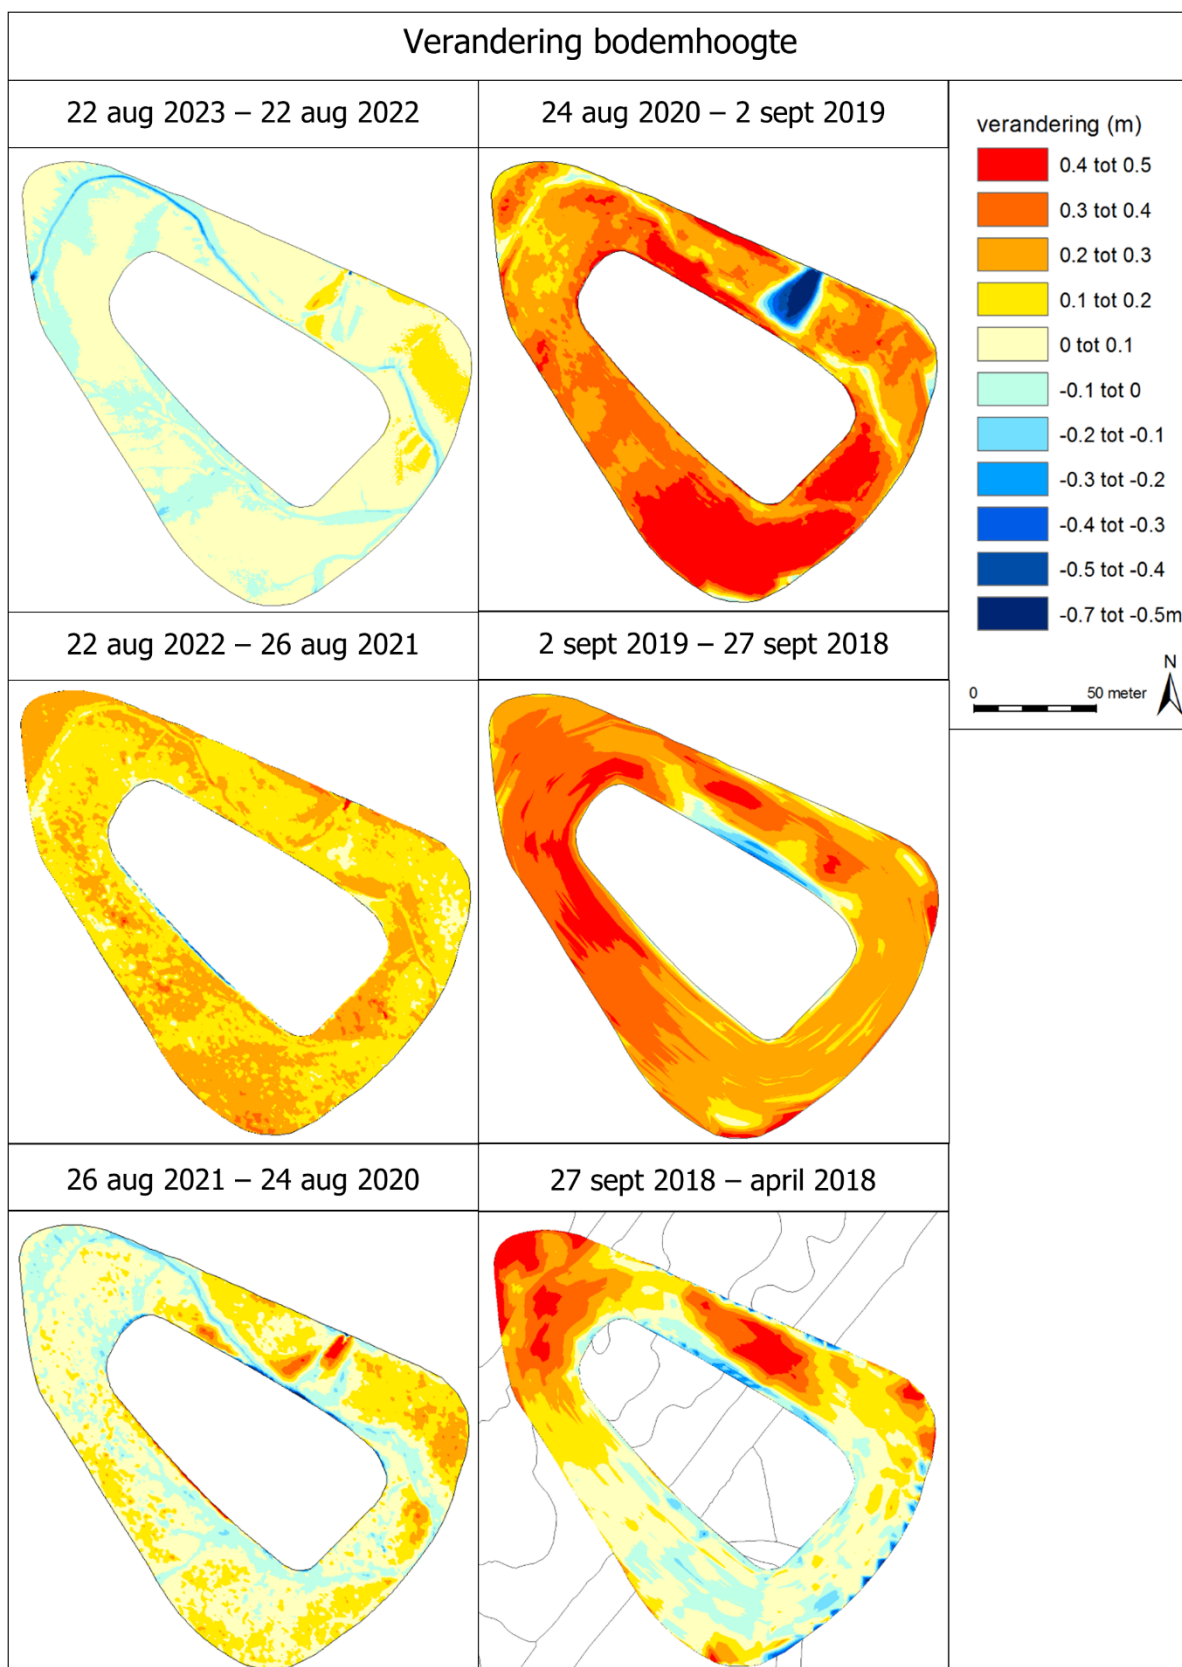 Verandering bodemhoogte
22 aug 2023 – 22 aug 2022
24 aug 2020 – 2 sept 2019
verandering (m)
0.4 tot 0.5
0.3 tot 0.4
0.2 tot 0.3
0.1 tot 0.2
0 tot 0.1
-0.1 tot 0
-0.2 tot -0.1
-0.3 tot -0.2
-0.4 tot -0.3
-0.5 tot -0.4
-0.7 tot -0.5m
N
0 50 meter
22 aug 2022 – 26 aug 2021
2 sept 2019 – 27 sept 2018
26 aug 2021 – 24 aug 2020
27 sept 2018 – april 2018